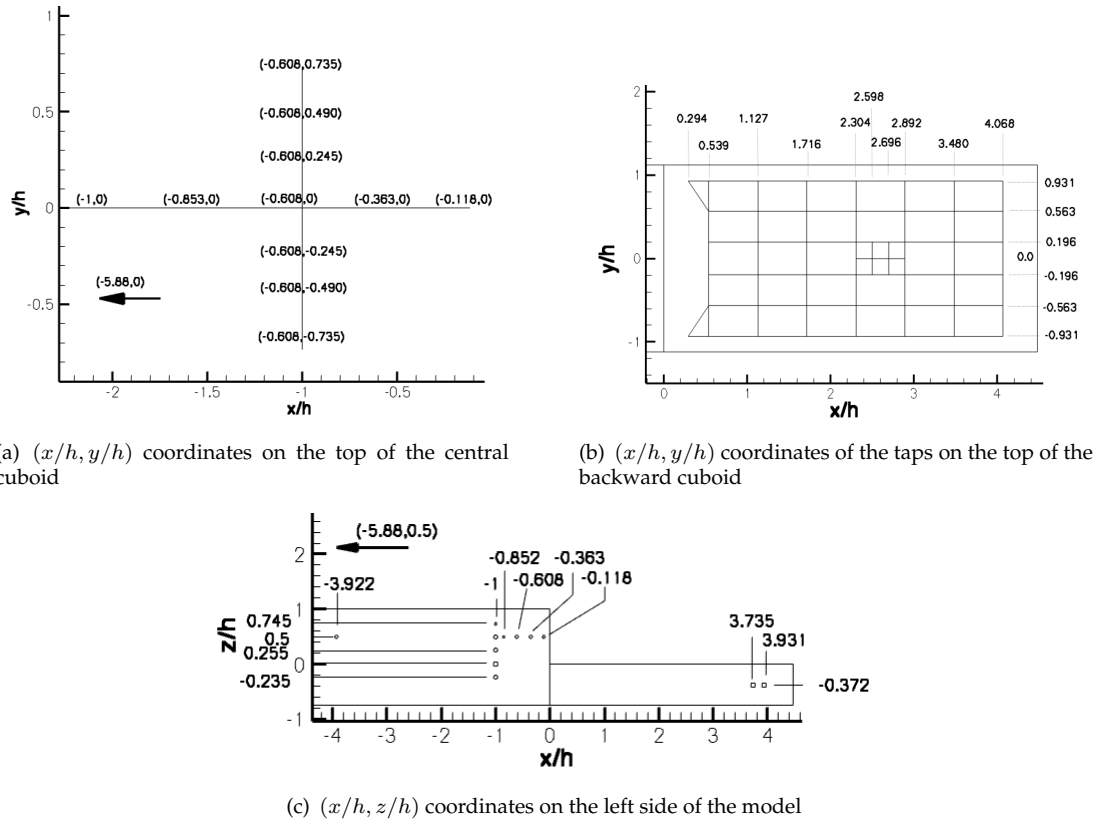 1
(-0.608,0.735)
0.5
(-0.608,0.490)
(-0.608,0.245)
(-1,0) (-0.853,0) (-0.608,0) (-0.363,0) (-0.118,0)
0
y/h
(-0.608,-0.245)
(-5.88,0)
(-0.608,-0.490)
-0.5
(-0.608,-0.735)
-2 -1.5 -1 -0.5
x/h
2
2.598
0.294 1.127 2.304 2.892 4.068
0.539 1.716 2.696 3.480
1
0.931
0.563
0.196
y/h
0
0.0
-0.196
-0.563
-1
-0.931
0 1 2 3 4
x/h
(a) (x/h, y/h) coordinates on the top of the central
cuboid
(b) (x/h, y/h) coordinates of the taps on the top of the
backward cuboid
(-5.88,0.5)
2
-0.852 -0.363
-3.922 -1 -0.608 -0.118
1
0.745
0.5
z/h
0.255
0
-0.235
-1
3.735
3.931
-0.372
-4 -3 -2 -1 0 1 2 3 4
x/h
(c) (x/h, z/h) coordinates on the left side of the model